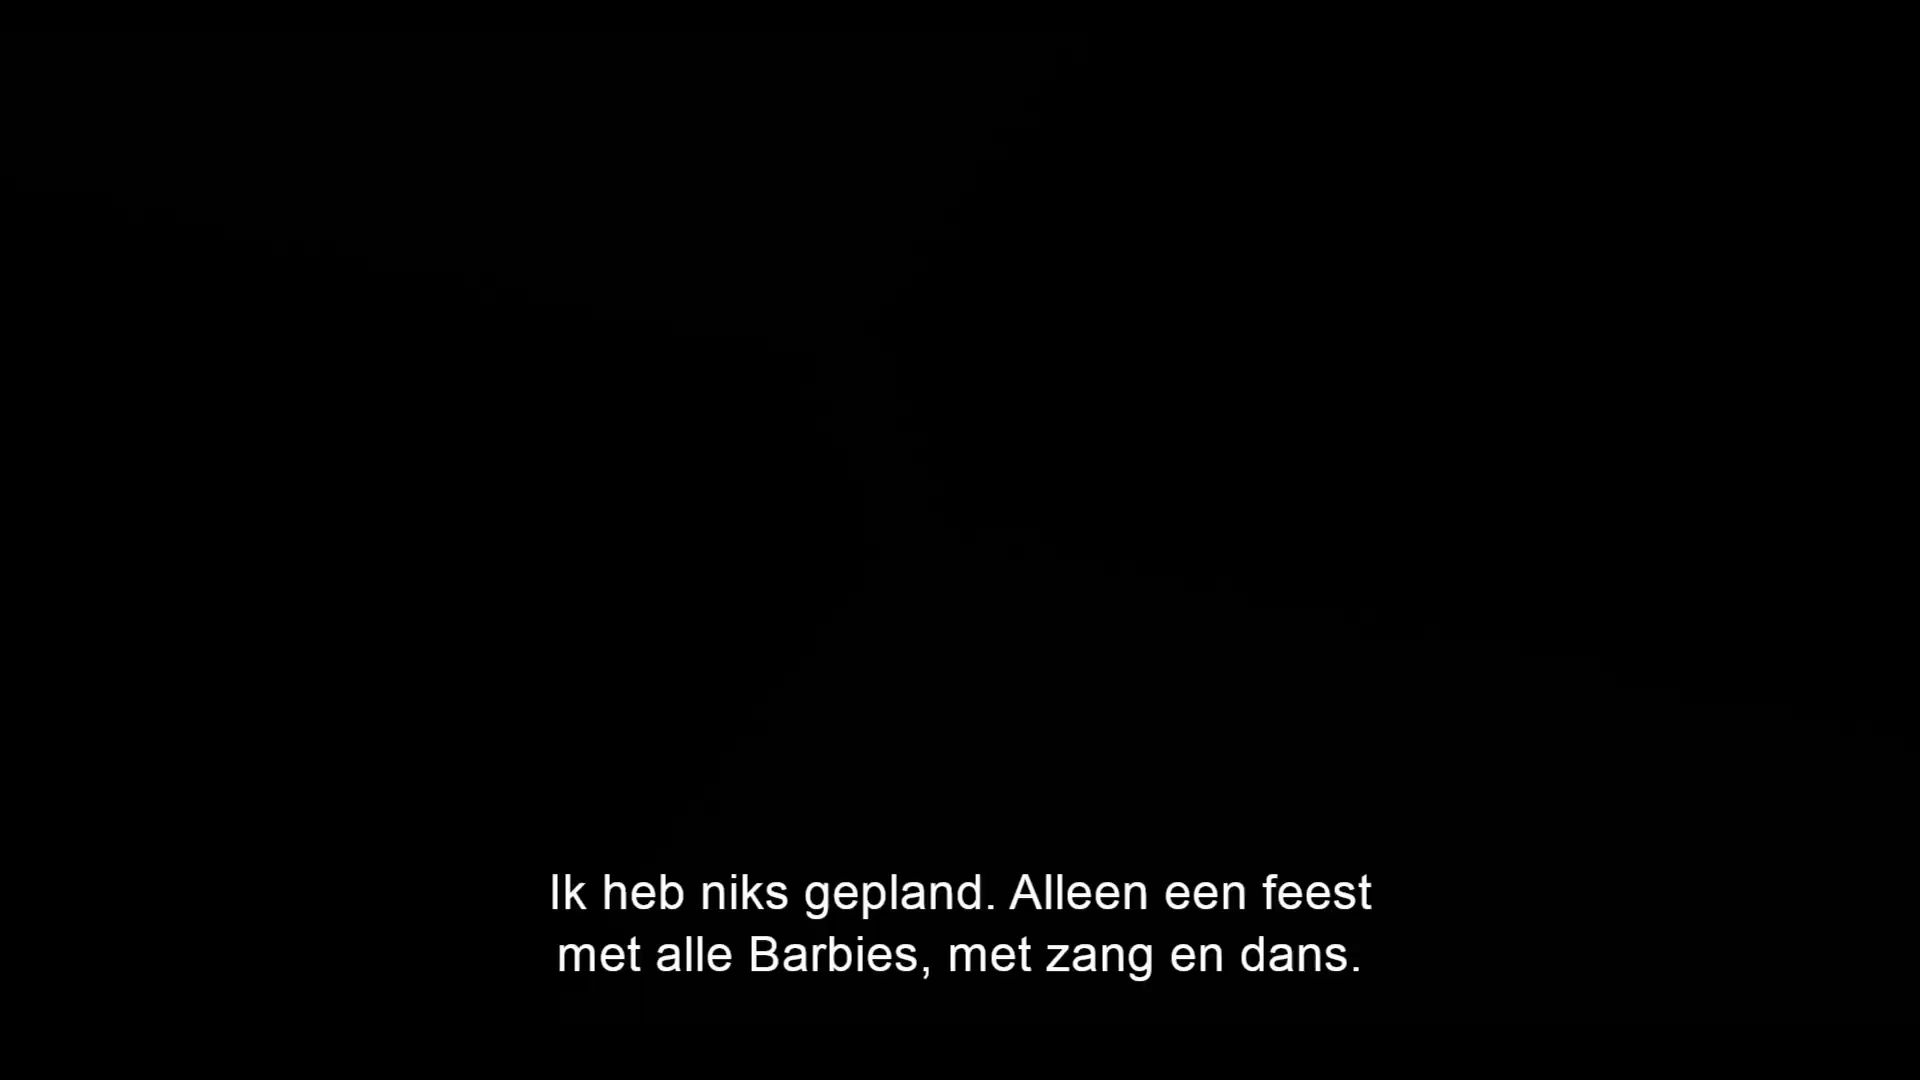 Ik heb niks gepland. Alleen een feest
met alle Barbies, met zang en dans.